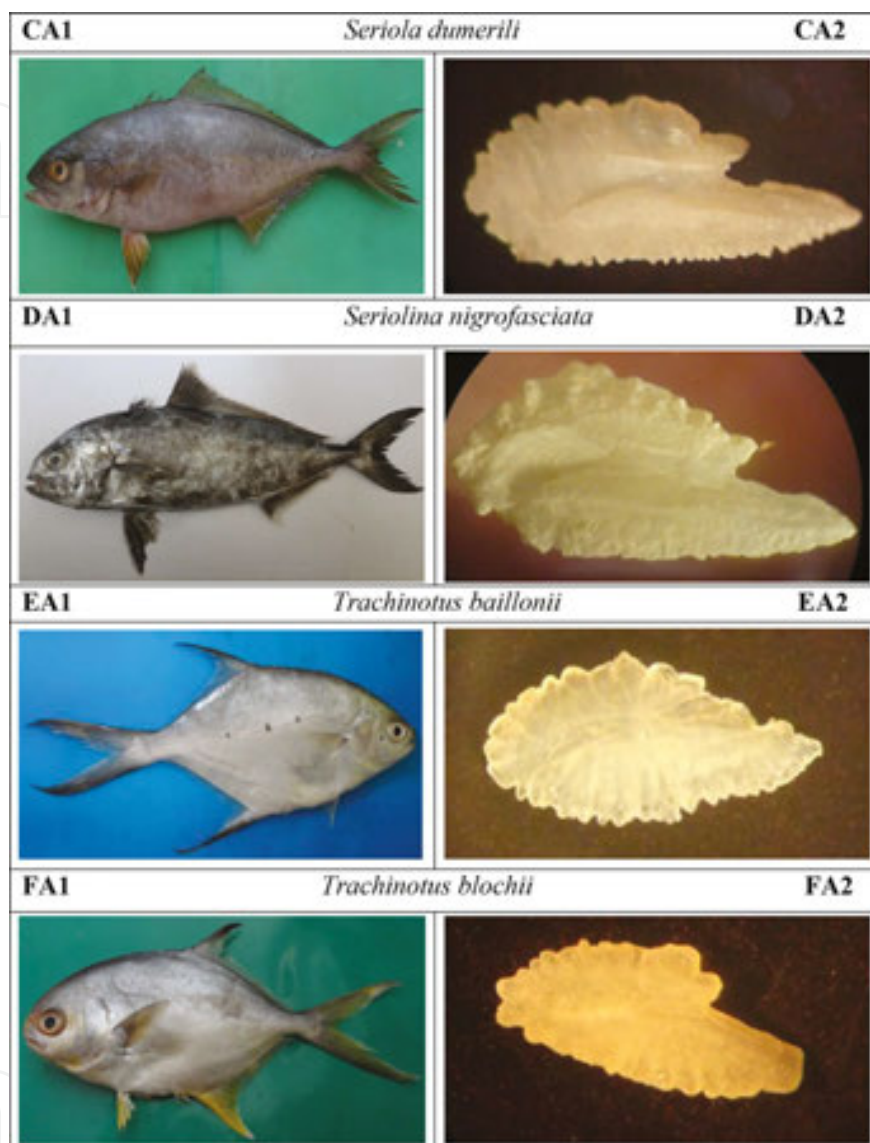 CA1 Seriola dumerili CA2
DA1 Seriolina nigrofasciata DA2
EA1 Trachinotus baillonii EA2
FA1 Trachinotus blochii FA2